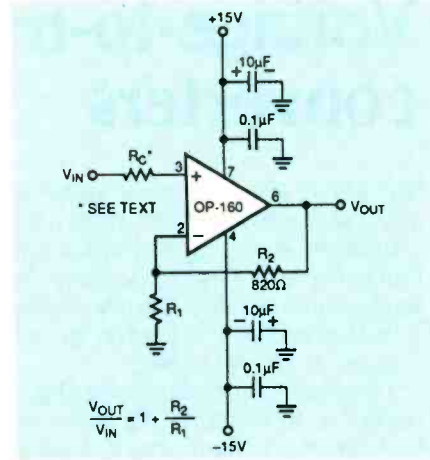 +15V
+ 10µF −
0.1µF
RC*
VIN
3
+
7
* SEE TEXT
OP-160
6
VOUT
2
−
4
R2
820Ω
R1
− 10µF +
0.1µF
VOUT
VIN
= 1 +
R2
R1
−15V